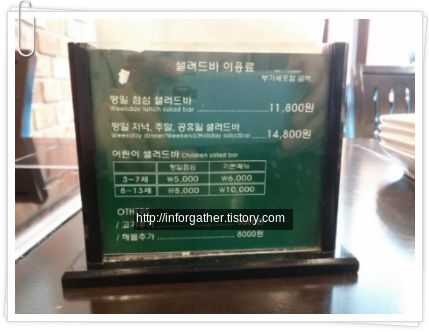 샐러드바 이용료
부가세포함 금액
평일 점심 샐러드바
Weekday lunch salad bar 11,800원
평일 저녁, 주말, 공휴일 샐러드바
Weekday dinner/Weekend/Holiday saladbar 14,800원
어린이 샐러드바 Children salad bar
평일점심 기본메뉴
3~7세 ₩5,000 ₩6,000
8~13세 ₩8,000 ₩10,000
http://inforgather.tistory.com
/ 해물추가 8000원